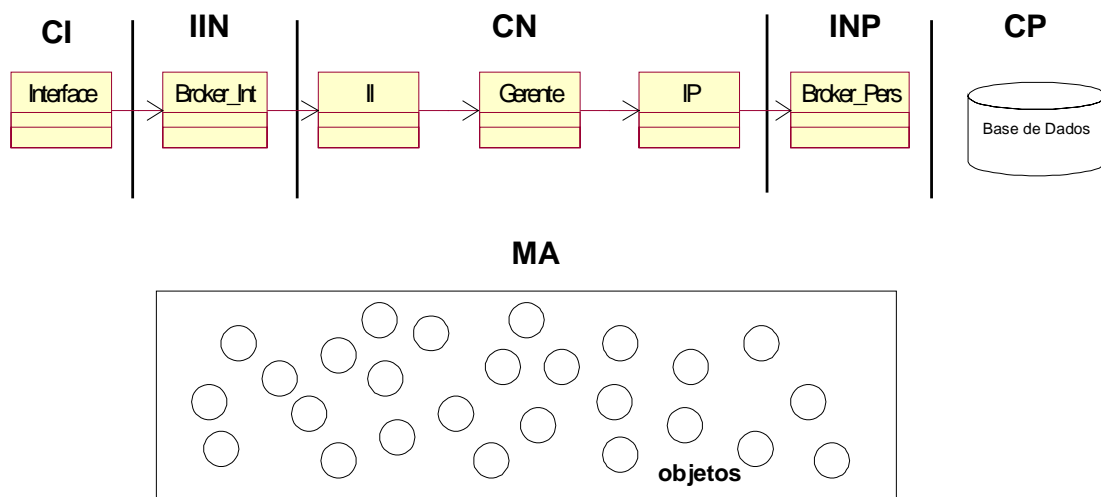 CI IIN CN INP CP
Interface Broker_Int II Gerente IP Broker_Pers
Base de Dados
MA
objetos